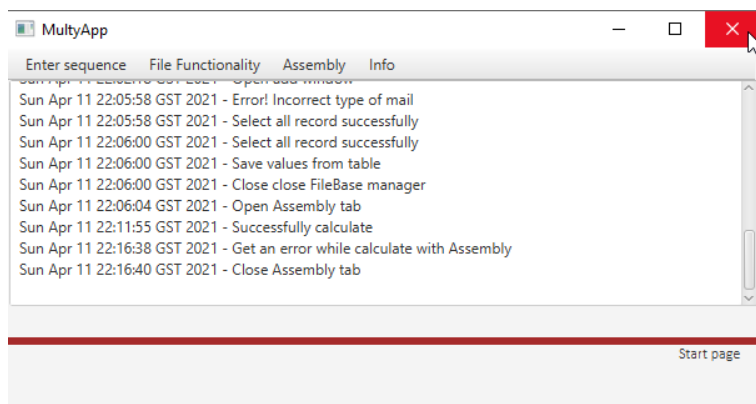 MultyApp
Enter sequence File Functionality Assembly Info
Sun Apr 11 22:05:58 GST 2021 - Error! Incorrect type of mail
Sun Apr 11 22:05:58 GST 2021 - Select all record successfully
Sun Apr 11 22:06:00 GST 2021 - Select all record successfully
Sun Apr 11 22:06:00 GST 2021 - Save values from table
Sun Apr 11 22:06:00 GST 2021 - Close close FileBase manager
Sun Apr 11 22:06:04 GST 2021 - Open Assembly tab
Sun Apr 11 22:11:55 GST 2021 - Successfully calculate
Sun Apr 11 22:16:38 GST 2021 - Get an error while calculate with Assembly
Sun Apr 11 22:16:40 GST 2021 - Close Assembly tab
Start page